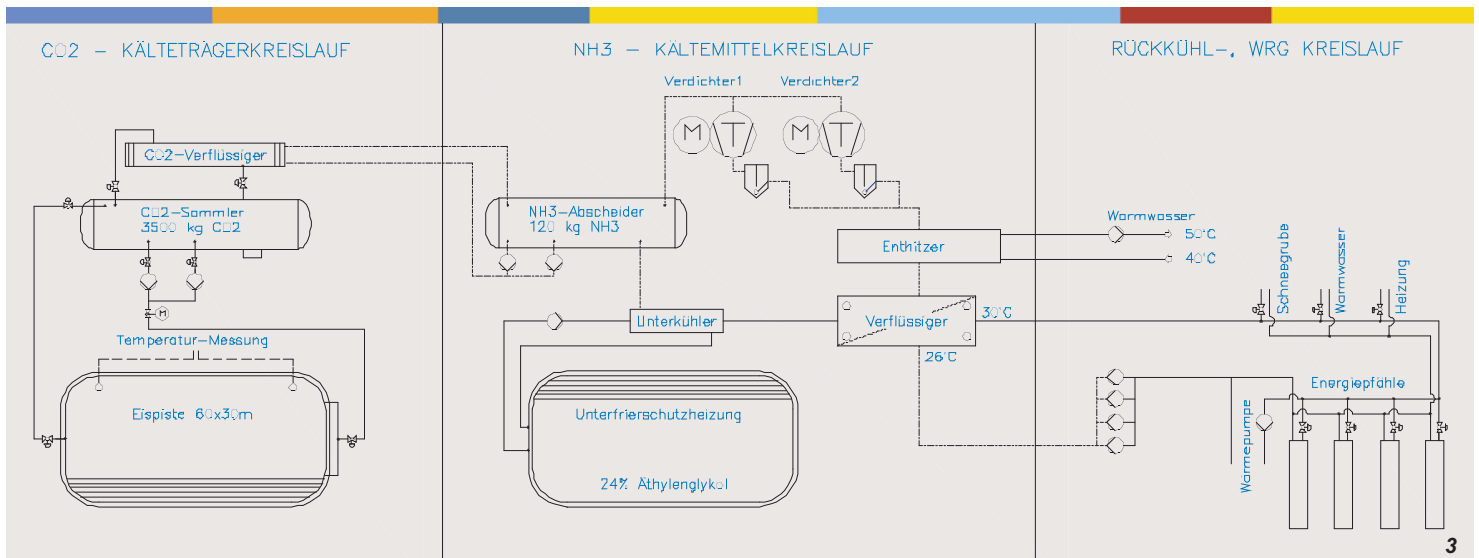 CO2 - KÄLTETRÄGERKREISLAUF
NH3 - KÄLTEMITTELKREISLAUF
RÜCKKÜHL-, WRG KREISLAUF
Verdichter1
Verdichter2
M
T
M
T
CO2-Verflüssiger
CO2-Sammler
3500 kg CO2
NH3-Abscheider
120 kg NH3
Enthitzer
Warmwasser
50°C
40°C
Schneegrube
Warmwasser
Heizung
M
Unterkühler
Verflüssiger
30°C
26°C
Temperatur-Messung
Eispiste 60x30m
Unterfrierschutzheizung
24% Äthylenglykol
Energiepfähle
Wärmepumpe
3